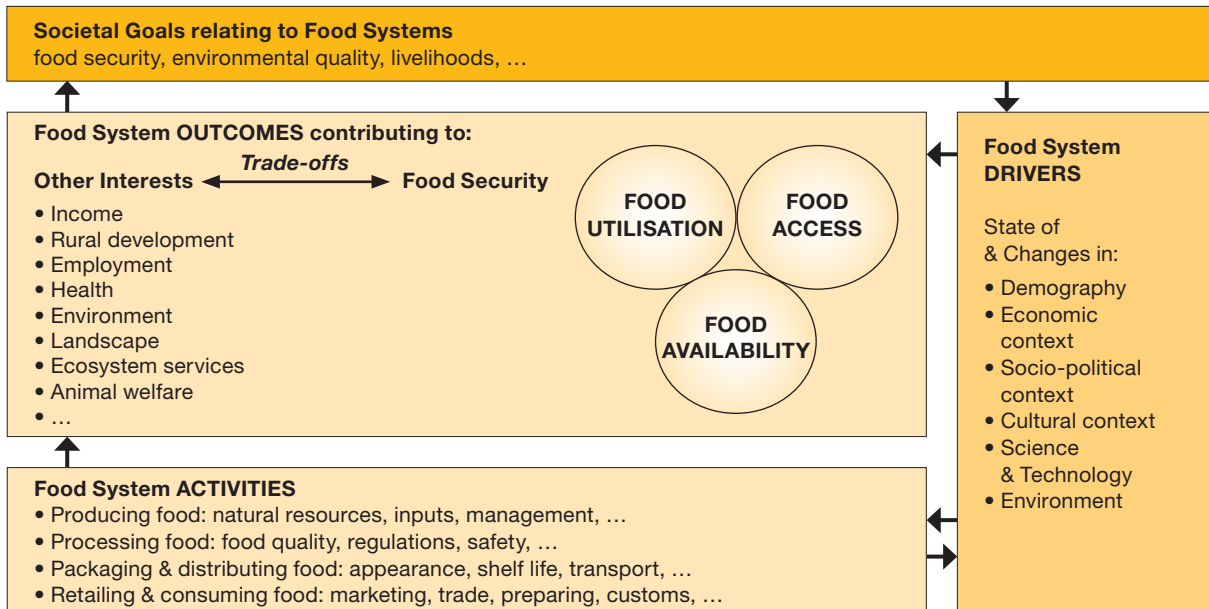 Societal Goals relating to Food Systems
food security, environmental quality, livelihoods, …
Food System OUTCOMES contributing to:
Trade-offs
Other Interests
Food Security
• Income
• Rural development
• Employment
• Health
• Environment
• Landscape
• Ecosystem services
• Animal welfare
• …
FOOD
UTILISATION
FOOD
ACCESS
FOOD
AVAILABILITY
Food System
DRIVERS
State of
& Changes in:
• Demography
• Economic
context
• Socio-political
context
• Cultural context
• Science
& Technology
• Environment
Food System ACTIVITIES
• Producing food: natural resources, inputs, management, …
• Processing food: food quality, regulations, safety, …
• Packaging & distributing food: appearance, shelf life, transport, …
• Retailing & consuming food: marketing, trade, preparing, customs, …